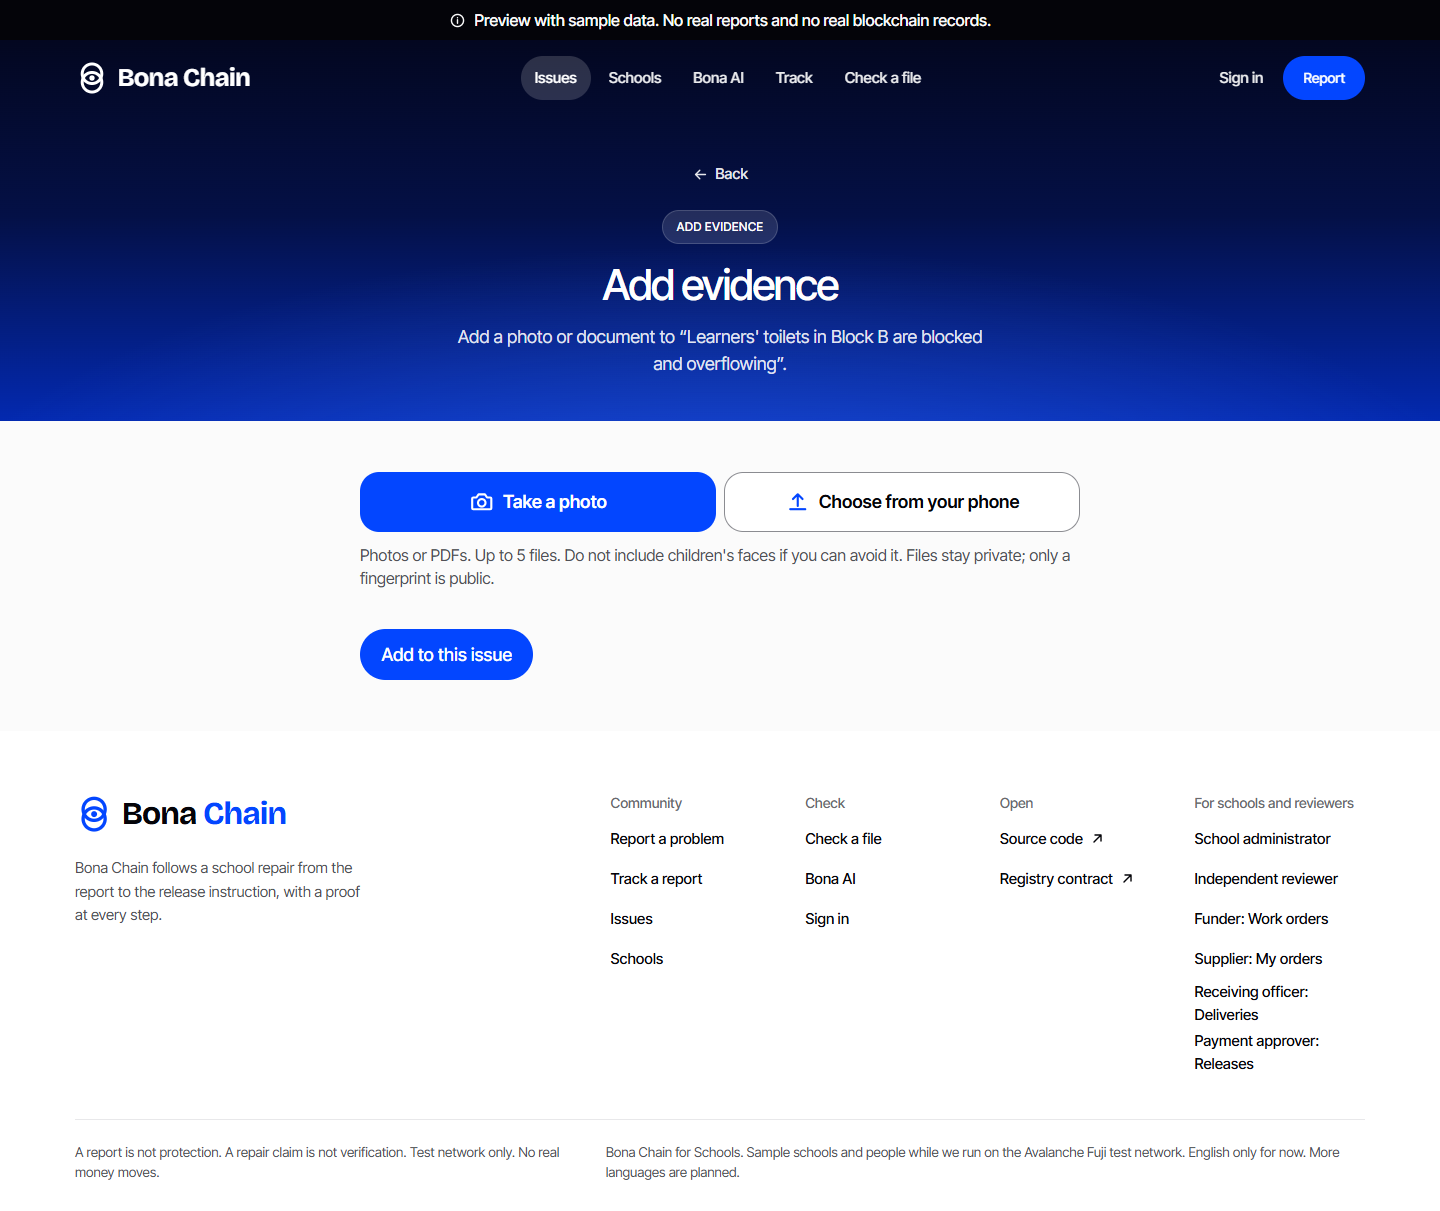 Preview with sample data. No real reports and no real blockchain records.
Bona Chain
Issues
Schools
Bona AI
Track
Check a file
Sign in
Report
← Back
ADD EVIDENCE
Add evidence
Add a photo or document to “Learners' toilets in Block B are blocked
and overflowing”.
Take a photo
Choose from your phone
Photos or PDFs. Up to 5 files. Do not include children's faces if you can avoid it. Files stay private; only a
fingerprint is public.
Add to this issue
Bona Chain
Bona Chain follows a school repair from the
report to the release instruction, with a proof
at every step.
Community
Report a problem
Track a report
Issues
Schools
Check
Check a file
Bona AI
Sign in
Open
Source code
Registry contract
For schools and reviewers
School administrator
Independent reviewer
Funder: Work orders
Supplier: My orders
Receiving officer:
Deliveries
Payment approver:
Releases
A report is not protection. A repair claim is not verification. Test network only. No real
money moves.
Bona Chain for Schools. Sample schools and people while we run on the Avalanche Fuji test network. English only for now. More
languages are planned.